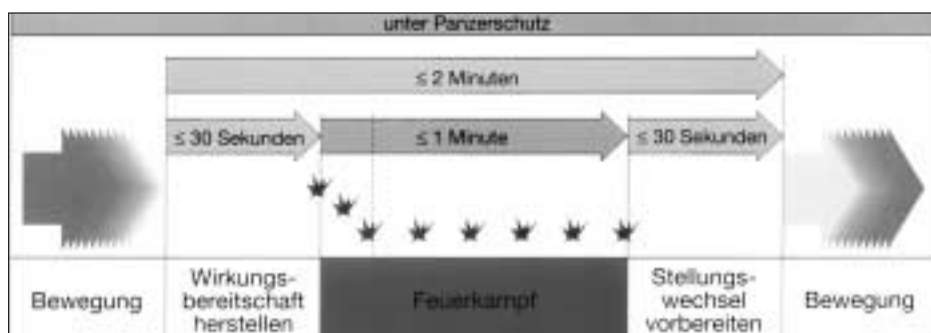 unter Panzerschutz
≤ 2 Minuten
≤ 30 Sekunden
≤ 1 Minute
≤ 30 Sekunden
Bewegung
Wirkungs-
bereitschaft
herstellen
Feuerkampf
Stellungs-
wechsel
vorbereiten
Bewegung